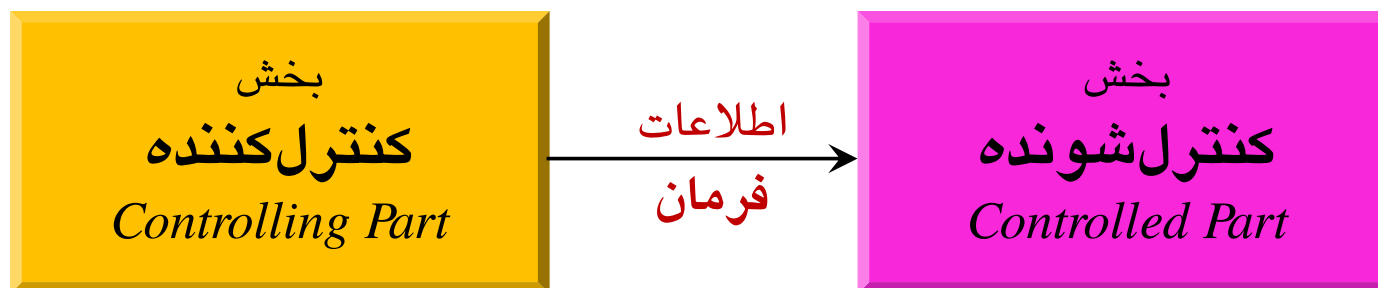 بخش
کنترل‌کننده
Controlling Part
اطلاعات
فرمان
بخش
کنترل‌شونده
Controlled Part